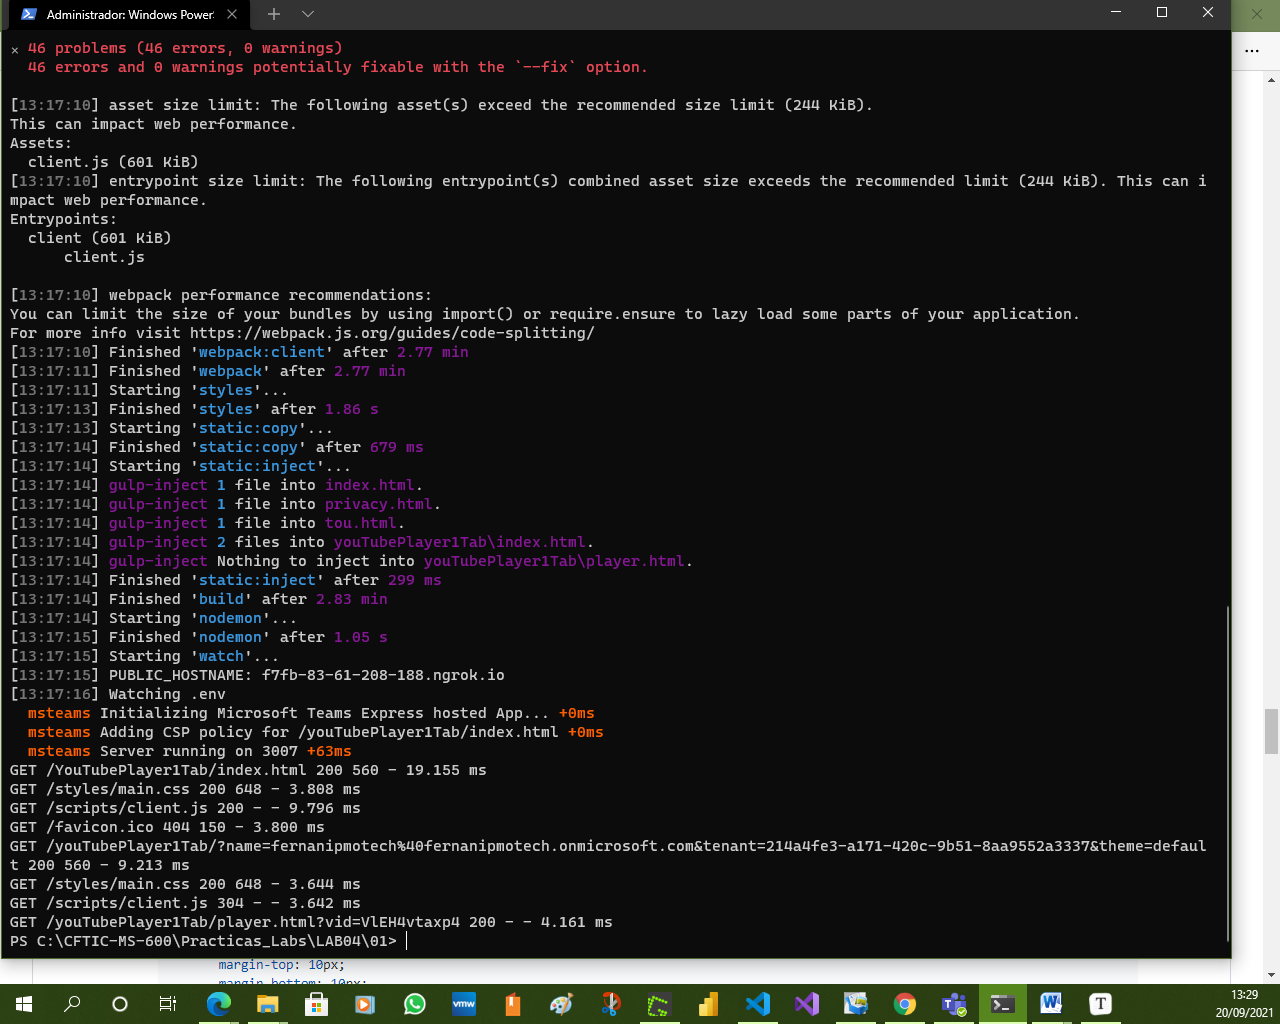 Administrador: Windows PowerS
× 46 problems (46 errors, 0 warnings)
46 errors and 0 warnings potentially fixable with the `--fix` option.
[13:17:10] asset size limit: The following asset(s) exceed the recommended size limit (244 KiB).
This can impact web performance.
Assets:
client.js (601 KiB)
[13:17:10] entrypoint size limit: The following entrypoint(s) combined asset size exceeds the recommended limit (244 KiB). This can i
mpact web performance.
Entrypoints:
client (601 KiB)
client.js
[13:17:10] webpack performance recommendations:
You can limit the size of your bundles by using import() or require.ensure to lazy load some parts of your application.
For more info visit https://webpack.js.org/guides/code-splitting/
[13:17:10] Finished 'webpack:client' after 2.77 min
[13:17:11] Finished 'webpack' after 2.77 min
[13:17:11] Starting 'styles'...
[13:17:13] Finished 'styles' after 1.86 s
[13:17:13] Starting 'static:copy'...
[13:17:14] Finished 'static:copy' after 679 ms
[13:17:14] Starting 'static:inject'...
[13:17:14] gulp-inject 1 file into index.html.
[13:17:14] gulp-inject 1 file into privacy.html.
[13:17:14] gulp-inject 1 file into tou.html.
[13:17:14] gulp-inject 2 files into youTubePlayer1Tab\index.html.
[13:17:14] gulp-inject Nothing to inject into youTubePlayer1Tab\player.html.
[13:17:14] Finished 'static:inject' after 299 ms
[13:17:14] Finished 'build' after 2.83 min
[13:17:14] Starting 'nodemon'...
[13:17:15] Finished 'nodemon' after 1.05 s
[13:17:15] Starting 'watch'...
[13:17:15] PUBLIC_HOSTNAME: f7fb-83-61-208-188.ngrok.io
[13:17:16] Watching .env
msteams Initializing Microsoft Teams Express hosted App... +0ms
msteams Adding CSP policy for /youTubePlayer1Tab/index.html +0ms
msteams Server running on 3007 +63ms
GET /YouTubePlayer1Tab/index.html 200 560 - 19.155 ms
GET /styles/main.css 200 648 - 3.808 ms
GET /scripts/client.js 200 - - 9.796 ms
GET /favicon.ico 404 150 - 3.800 ms
GET /youTubePlayer1Tab/?name=fernanipmotech%40fernanipmotech.onmicrosoft.com&tenant=214a4fe3-a171-420c-9b51-8aa9552a3337&theme=defaul
t 200 560 - 9.213 ms
GET /styles/main.css 200 648 - 3.644 ms
GET /scripts/client.js 304 - - 3.642 ms
GET /youTubePlayer1Tab/player.html?vid=VlEH4vtaxp4 200 - - 4.161 ms
PS C:\CFTIC-MS-600\Practicas_Labs\LAB04\01>
margin-top: 10px;
margin-bottom: 10px;
vmw
T
13:29
20/09/2021